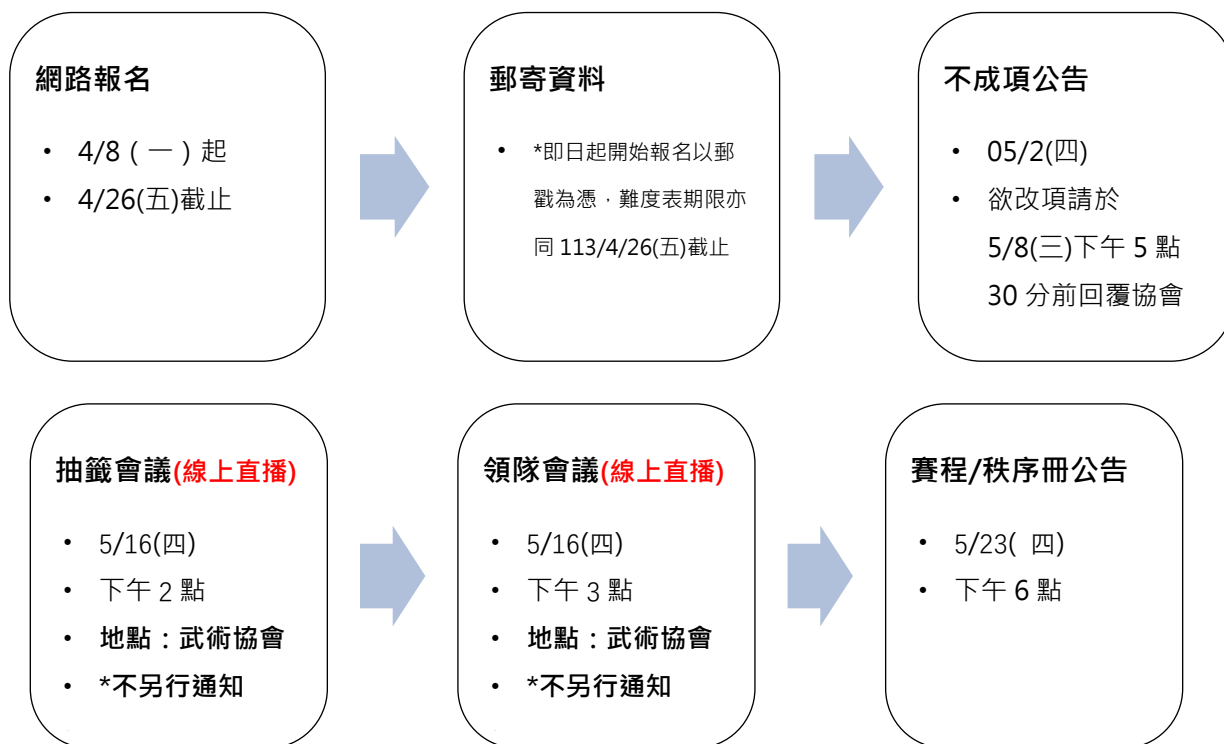 網路報名
• 4/8 ( 一 ) 起
• 4/26(五)截止
郵寄資料
• *即日起開始報名以郵
戳為憑，難度表期限亦
同 113/4/26(五)截止
不成項公告
• 05/2(四)
• 欲改項請於
5/8(三)下午 5 點
30 分前回覆協會
抽籤會議(線上直播)
• 5/16(四)
• 下午 2 點
• 地點：武術協會
• *不另行通知
領隊會議(線上直播)
• 5/16(四)
• 下午 3 點
• 地點：武術協會
• *不另行通知
賽程/秩序冊公告
• 5/23( 四)
• 下午 6 點